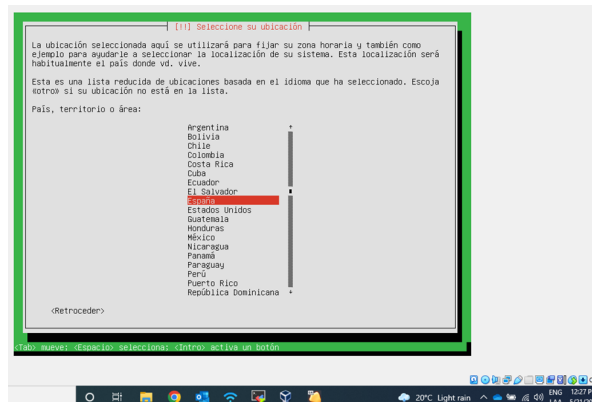 [!!] Seleccione su ubicación
La ubicación seleccionada aquí se utilizará para fijar su zona horaria y también como
ejemplo para ayudarle a seleccionar la localización de su sistema. Esta localización será
habitualmente el país donde vd. vive.
Esta es una lista reducida de ubicaciones basada en el idioma que ha seleccionado. Escoja
«otro» si su ubicación no está en la lista.
País, territorio o área:
Argentina
Bolivia
Chile
Colombia
Costa Rica
Cuba
Ecuador
El Salvador
España
Estados Unidos
Guatemala
Honduras
México
Nicaragua
Panamá
Paraguay
Perú
Puerto Rico
República Dominicana
<Retroceder>
<Tab> mueve; <Espacio> selecciona; <Intro> activa un botón
20°C Light rain
ENG
12:27 P